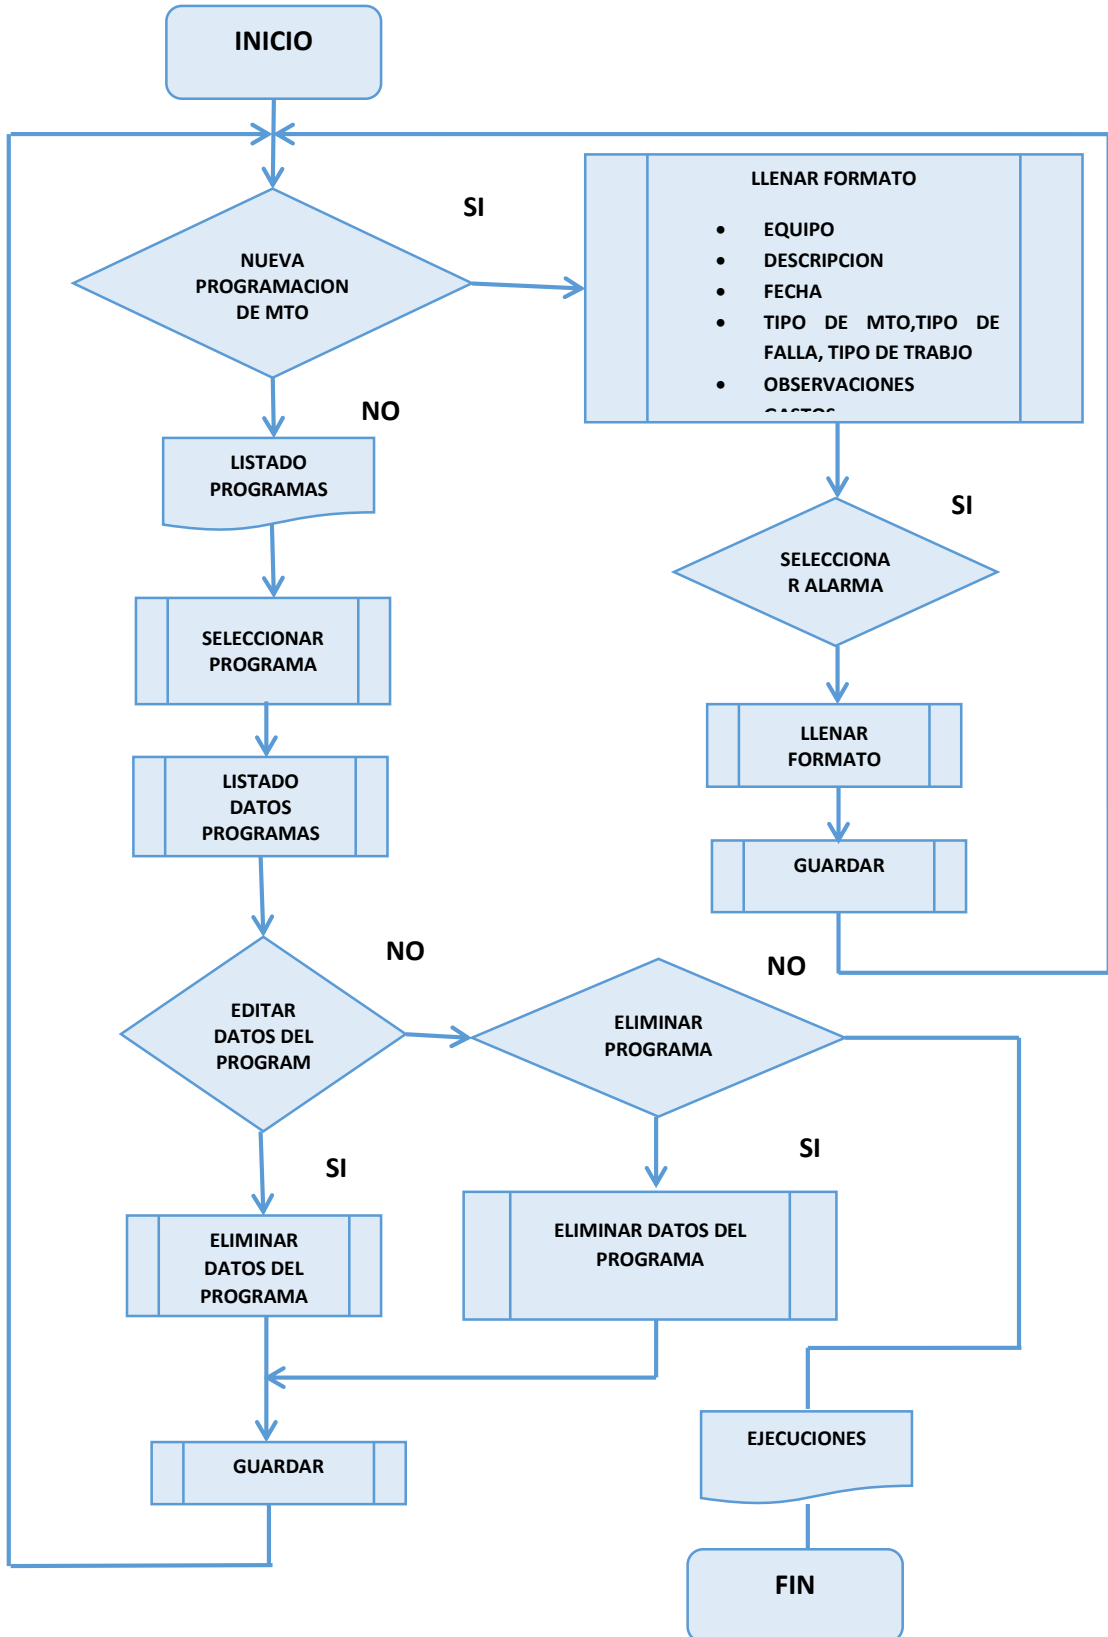 INICIO
NUEVA
PROGRAMACION
DE MTO
SI
LLENAR FORMATO
• EQUIPO
• DESCRIPCION
• FECHA
• TIPO DE MTO,TIPO DE
FALLA, TIPO DE TRABJO
• OBSERVACIONES
NO
LISTADO
PROGRAMAS
SELECCIONAR
PROGRAMA
LISTADO
DATOS
PROGRAMAS
SI
SELECCIONA
R ALARMA
LLENAR
FORMATO
GUARDAR
EDITAR
DATOS DEL
PROGRAM
NO
ELIMINAR
PROGRAMA
NO
SI
ELIMINAR
DATOS DEL
PROGRAMA
SI
ELIMINAR DATOS DEL
PROGRAMA
GUARDAR
EJECUCIONES
FIN